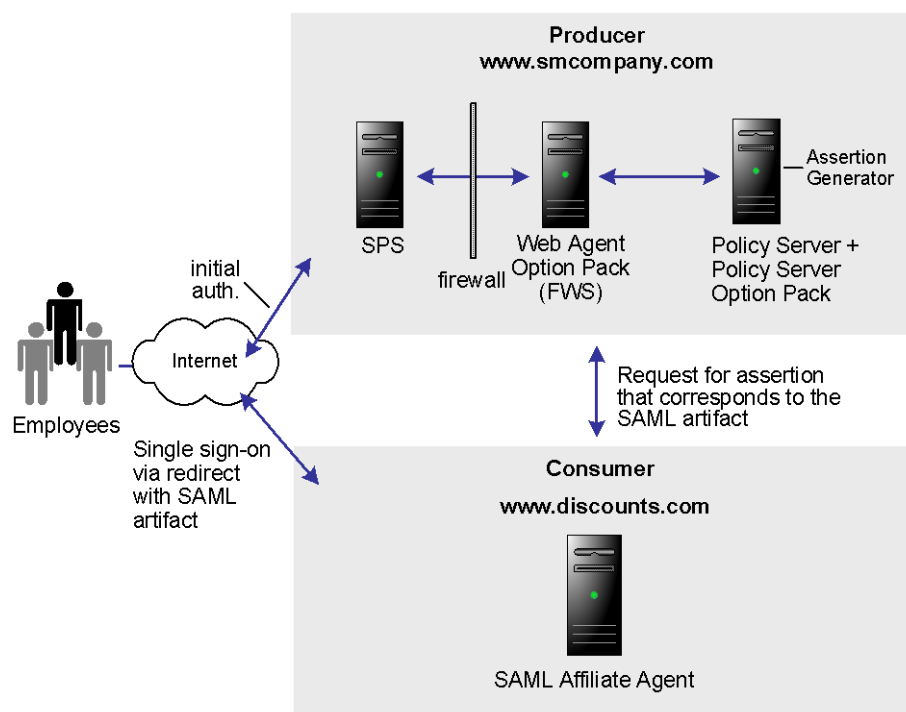 Producer
www.smcompany.com
SPS
firewall
Web Agent
Option Pack
(FWS)
Assertion
Generator
Policy Server +
Policy Server
Option Pack
initial
auth.
Internet
Employees
Single sign-on
via redirect
with SAML
artifact
Request for assertion
that corresponds to the
SAML artifact
Consumer
www.discounts.com
SAML Affiliate Agent